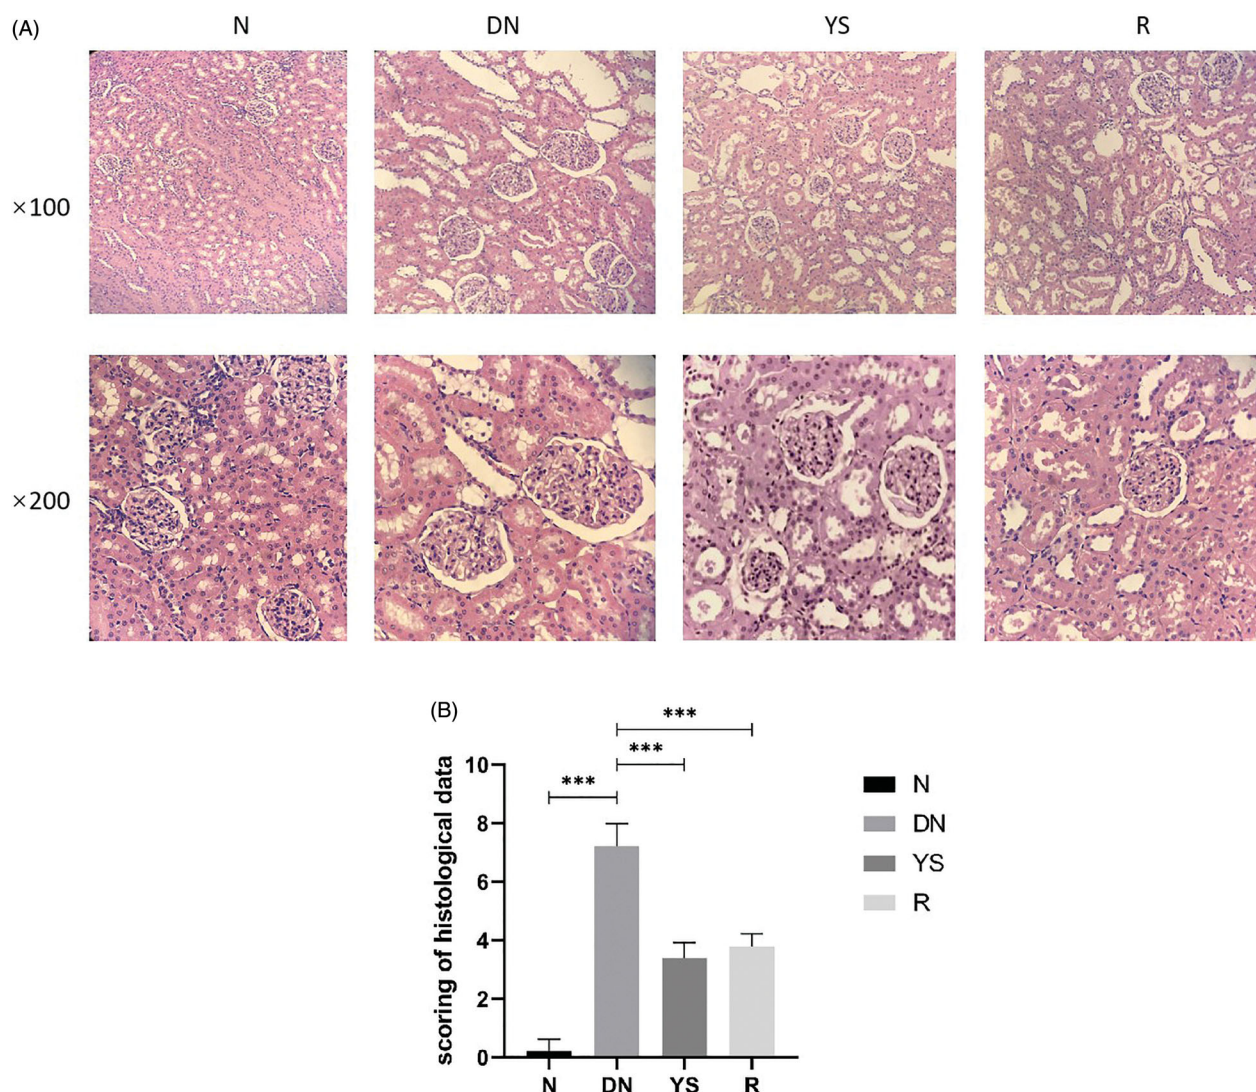 (A) N DN YS R
×100
×200
(B)
***
***
***
scoring of histological data
10
8
6
4
2
0
N DN YS R
N
DN
YS
R